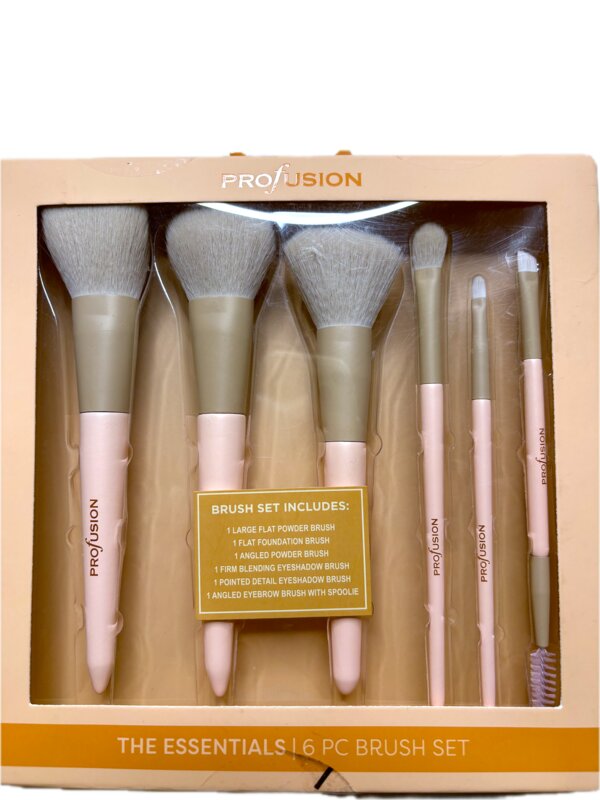 PROfUSION
BRUSH SET INCLUDES:
1 LARGE FLAT POWDER BRUSH
1 FLAT FOUNDATION BRUSH
1 ANGLED POWDER BRUSH
1 FIRM BLENDING EYESHADOW BRUSH
1 POINTED DETAIL EYESHADOW BRUSH
1 ANGLED EYEBROW BRUSH WITH SPOOLIE
PROfUSION
PROfUSION
PROfUSION
PROfUSION
THE ESSENTIALS | 6 PC BRUSH SET